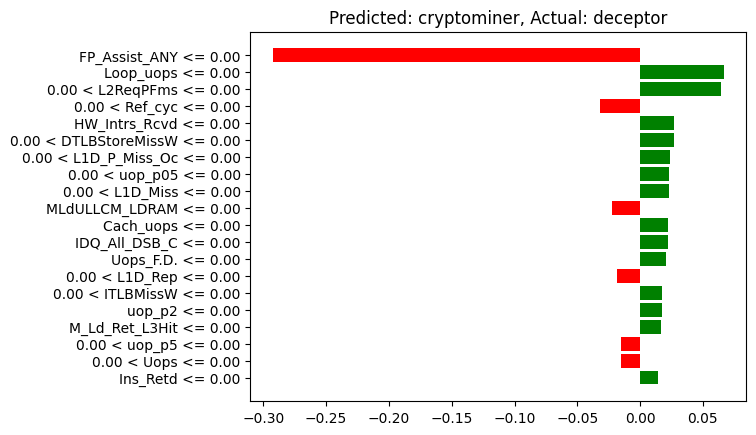 Predicted: cryptominer, Actual: deceptor
FP_Assist_ANY <= 0.00
Loop_uops <= 0.00
0.00 < L2ReqPFms <= 0.00
0.00 < Ref_cyc <= 0.00
HW_Intrs_Rcvd <= 0.00
0.00 < DTLBStoreMissW <= 0.00
0.00 < L1D_P_Miss_Oc <= 0.00
0.00 < uop_p05 <= 0.00
0.00 < L1D_Miss <= 0.00
MLdULLCM_LDRAM <= 0.00
Cach_uops <= 0.00
IDQ_All_DSB_C <= 0.00
Uops_F.D. <= 0.00
0.00 < L1D_Rep <= 0.00
0.00 < ITLBMissW <= 0.00
uop_p2 <= 0.00
M_Ld_Ret_L3Hit <= 0.00
0.00 < uop_p5 <= 0.00
0.00 < Uops <= 0.00
Ins_Retd <= 0.00
−0.30 −0.25 −0.20 −0.15 −0.10 −0.05 0.00 0.05